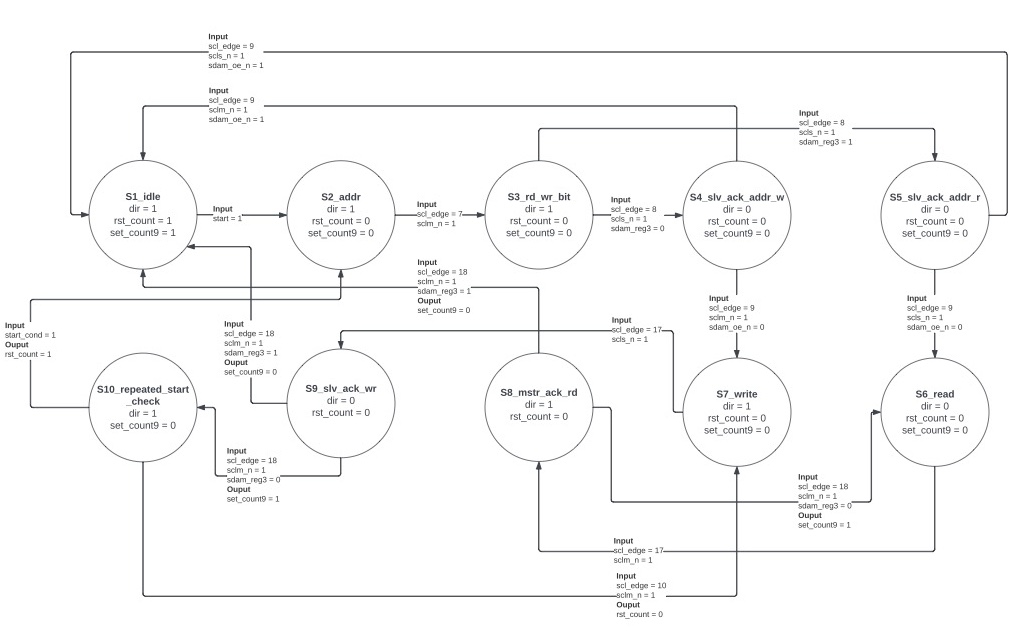 Input
scl_edge = 9
scls_n = 1
sdam_oe_n = 1
Input
scl_edge = 9
sclm_n = 1
sdam_oe_n = 1
Input
scl_edge = 8
scls_n = 1
sdam_reg3 = 1
S1_idle
dir = 1
rst_count = 1
set_count9 = 1
Input
start = 1
S2_addr
dir = 1
rst_count = 0
set_count9 = 0
Input
scl_edge = 7
sclm_n = 1
S3_rd_wr_bit
dir = 1
rst_count = 0
set_count9 = 0
Input
scl_edge = 8
scls_n = 1
sdam_reg3 = 0
S4_slv_ack_addr_w
dir = 0
rst_count = 0
set_count9 = 0
S5_slv_ack_addr_r
dir = 0
rst_count = 0
set_count9 = 0
Input
scl_edge = 18
sclm_n = 1
sdam_reg3 = 1
Ouput
set_count9 = 0
Input
scl_edge = 9
sclm_n = 1
sdam_oe_n = 0
Input
scl_edge = 9
scls_n = 1
sdam_oe_n = 0
Input
start_cond = 1
Ouput
rst_count = 1
Input
scl_edge = 18
sclm_n = 1
sdam_reg3 = 1
Ouput
set_count9 = 0
Input
scl_edge = 17
scls_n = 1
S10_repeated_start
_check
dir = 1
set_count9 = 0
S9_slv_ack_wr
dir = 0
rst_count = 0
S8_mstr_ack_rd
dir = 1
rst_count = 0
S7_write
dir = 1
rst_count = 0
set_count9 = 0
S6_read
dir = 0
rst_count = 0
set_count9 = 0
Input
scl_edge = 18
sclm_n = 1
sdam_reg3 = 0
Ouput
set_count9 = 1
Input
scl_edge = 18
sclm_n = 1
sdam_reg3 = 0
Ouput
set_count9 = 1
Input
scl_edge = 17
sclm_n = 1
Input
scl_edge = 10
sclm_n = 1
Ouput
rst_count = 0